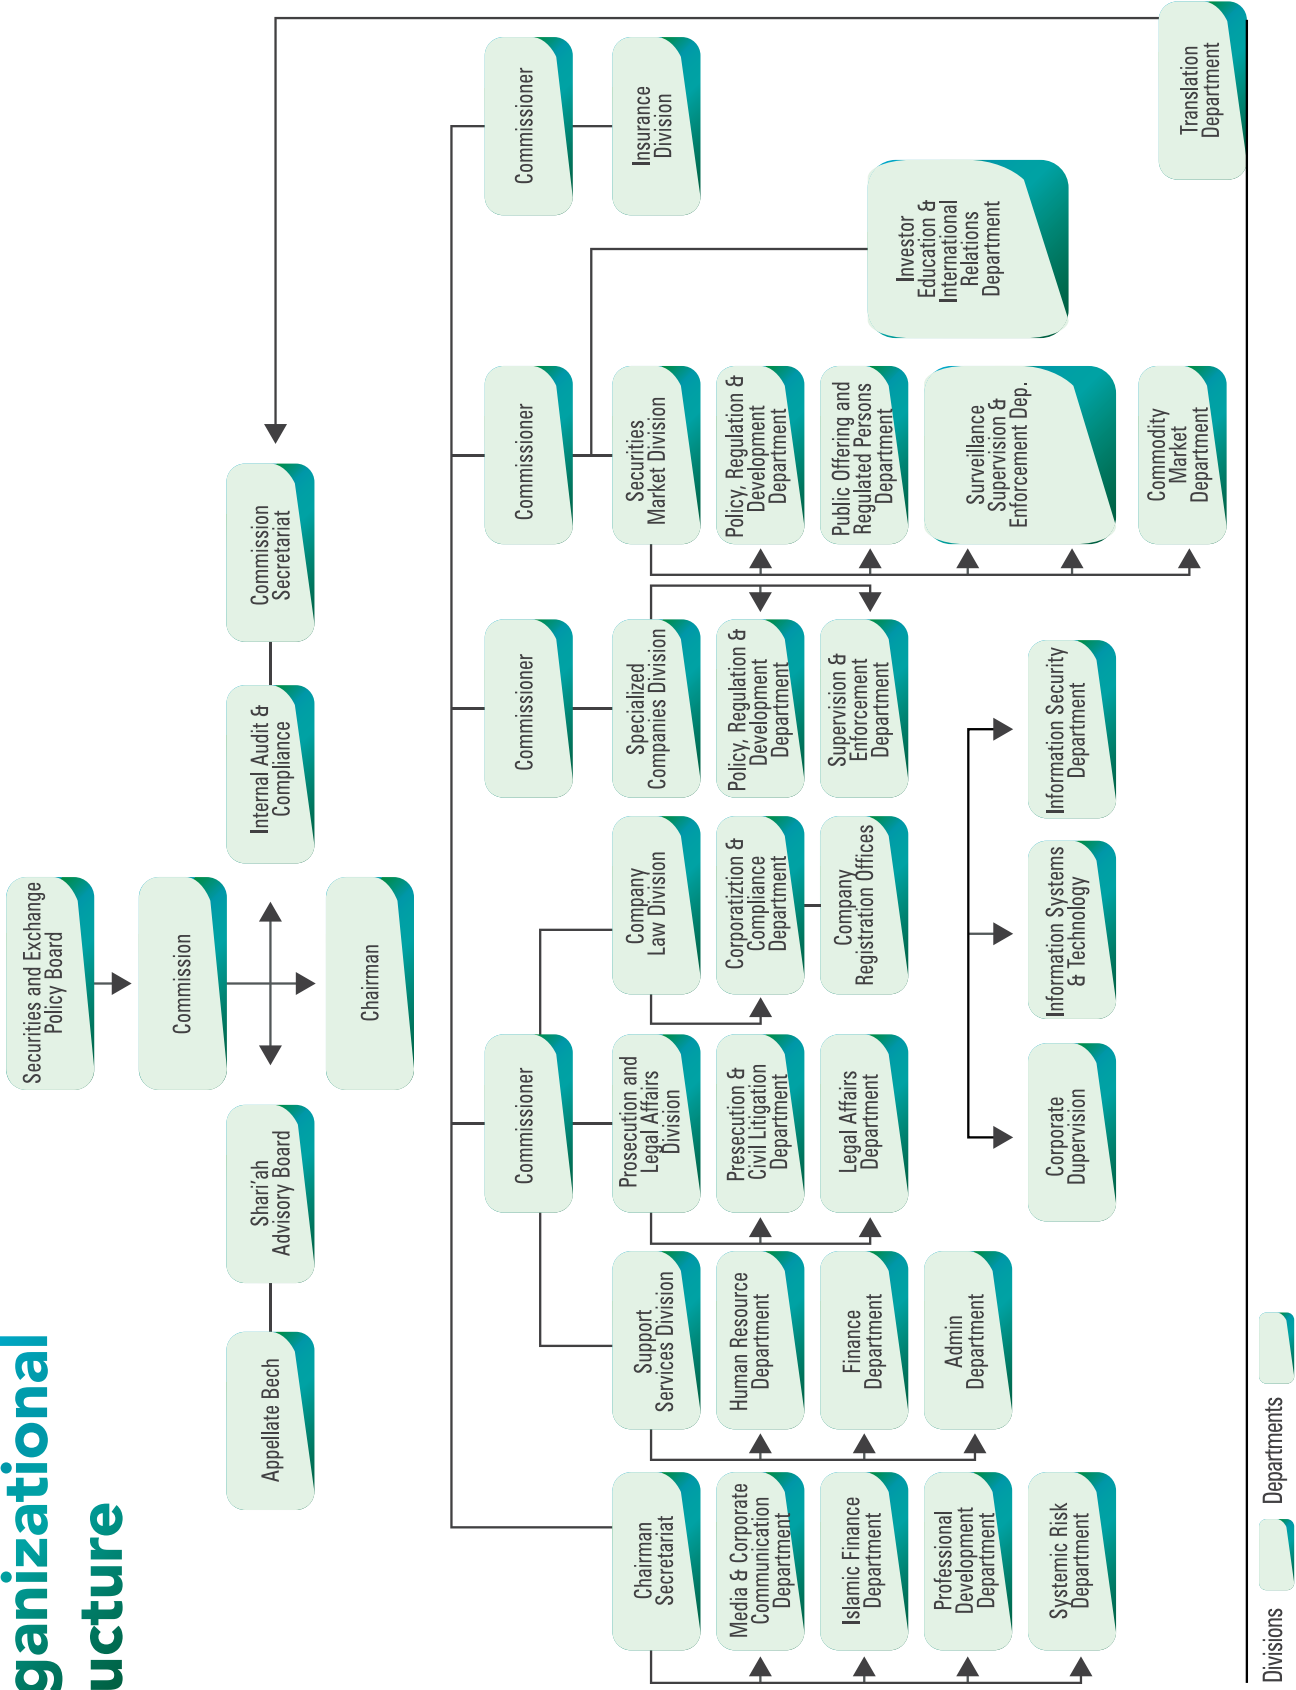 ganizational
ucture
Securities and Exchange
Policy Board
Commission
Appellate Bech
Shari'ah
Advisory Board
Internal Audit &
Compliance
Commission
Secretariat
Chairman
Commissioner
Commissioner
Commissioner
Commissioner
Chairman
Secretariat
Support
Services Division
Prosecution and
Legal Affairs
Division
Company
Law Division
Specialized
Companies Division
Securities
Market Division
Insurance
Division
Media & Corporate
Communication
Department
Human Resource
Department
Presecution &
Civil Litigation
Department
Corporatiztion &
Compliance
Department
Policy, Regulation &
Development
Department
Policy, Regulation &
Development
Department
Islamic Finance
Department
Finance
Department
Legal Affairs
Department
Company
Registration Offices
Supervision &
Enforcement
Department
Public Offering and
Regulated Persons
Department
Investor
Education &
International
Relations
Department
Professional
Development
Department
Admin
Department
Surveillance
Supervision &
Enforcement Dep.
Systemic Risk
Department
Corporate
Dupervision
Information Systems
& Technology
Information Security
Department
Commodity
Market
Department
Translation
Department
Divisions
Departments